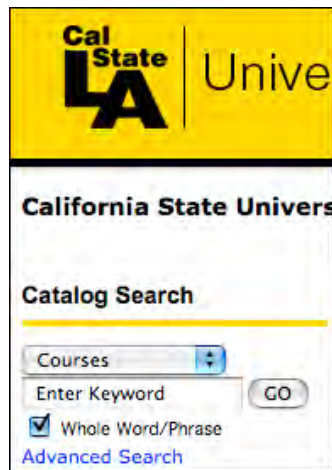 Cal
State
LA
Unive
California State Univers
Catalog Search
Courses
Enter Keyword
GO
Whole Word/Phrase
Advanced Search